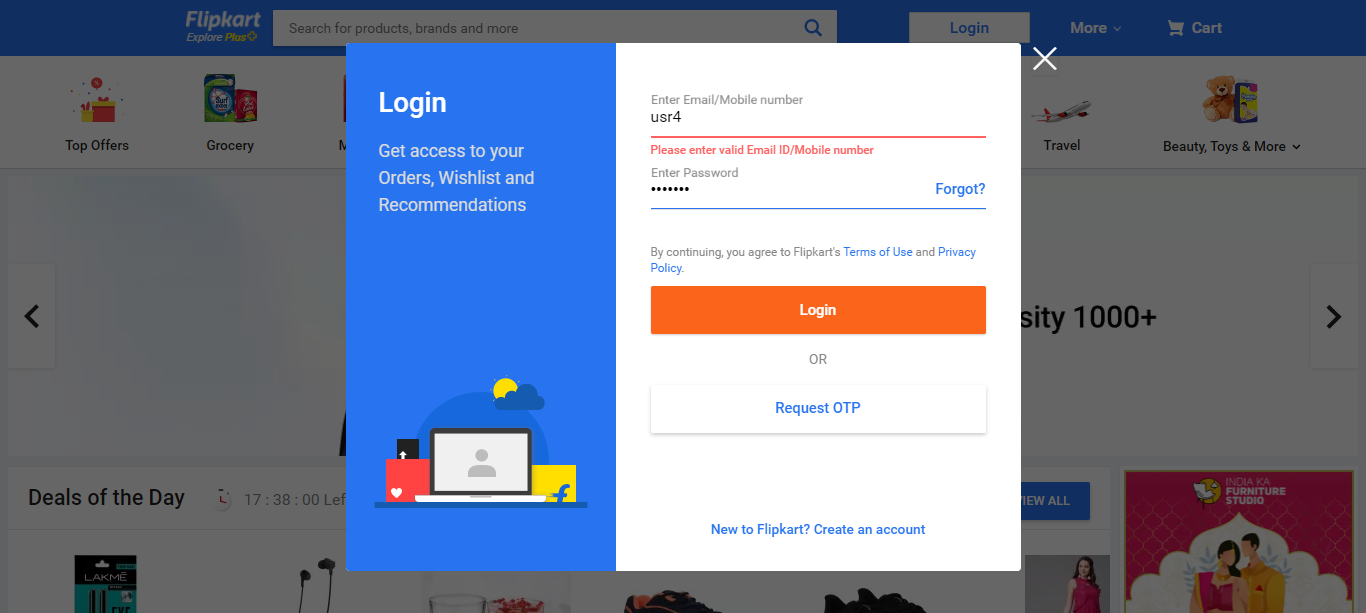 Flipkart
Explore Plus
Search for products, brands and more
Login
More
Cart
Top Offers
Grocery
M
Travel
Beauty, Toys & More
Login
Get access to your
Orders, Wishlist and
Recommendations
Enter Email/Mobile number
usr4
Please enter valid Email ID/Mobile number
Enter Password
•••••••
Forgot?
By continuing, you agree to Flipkart's Terms of Use and Privacy
Policy.
Login
OR
Request OTP
New to Flipkart? Create an account
sity 1000+
Deals of the Day
17 : 38 : 00 Lef
VIEW ALL
INDIA KA
FURNITURE
STUDIO
LAKMÉ
EYE